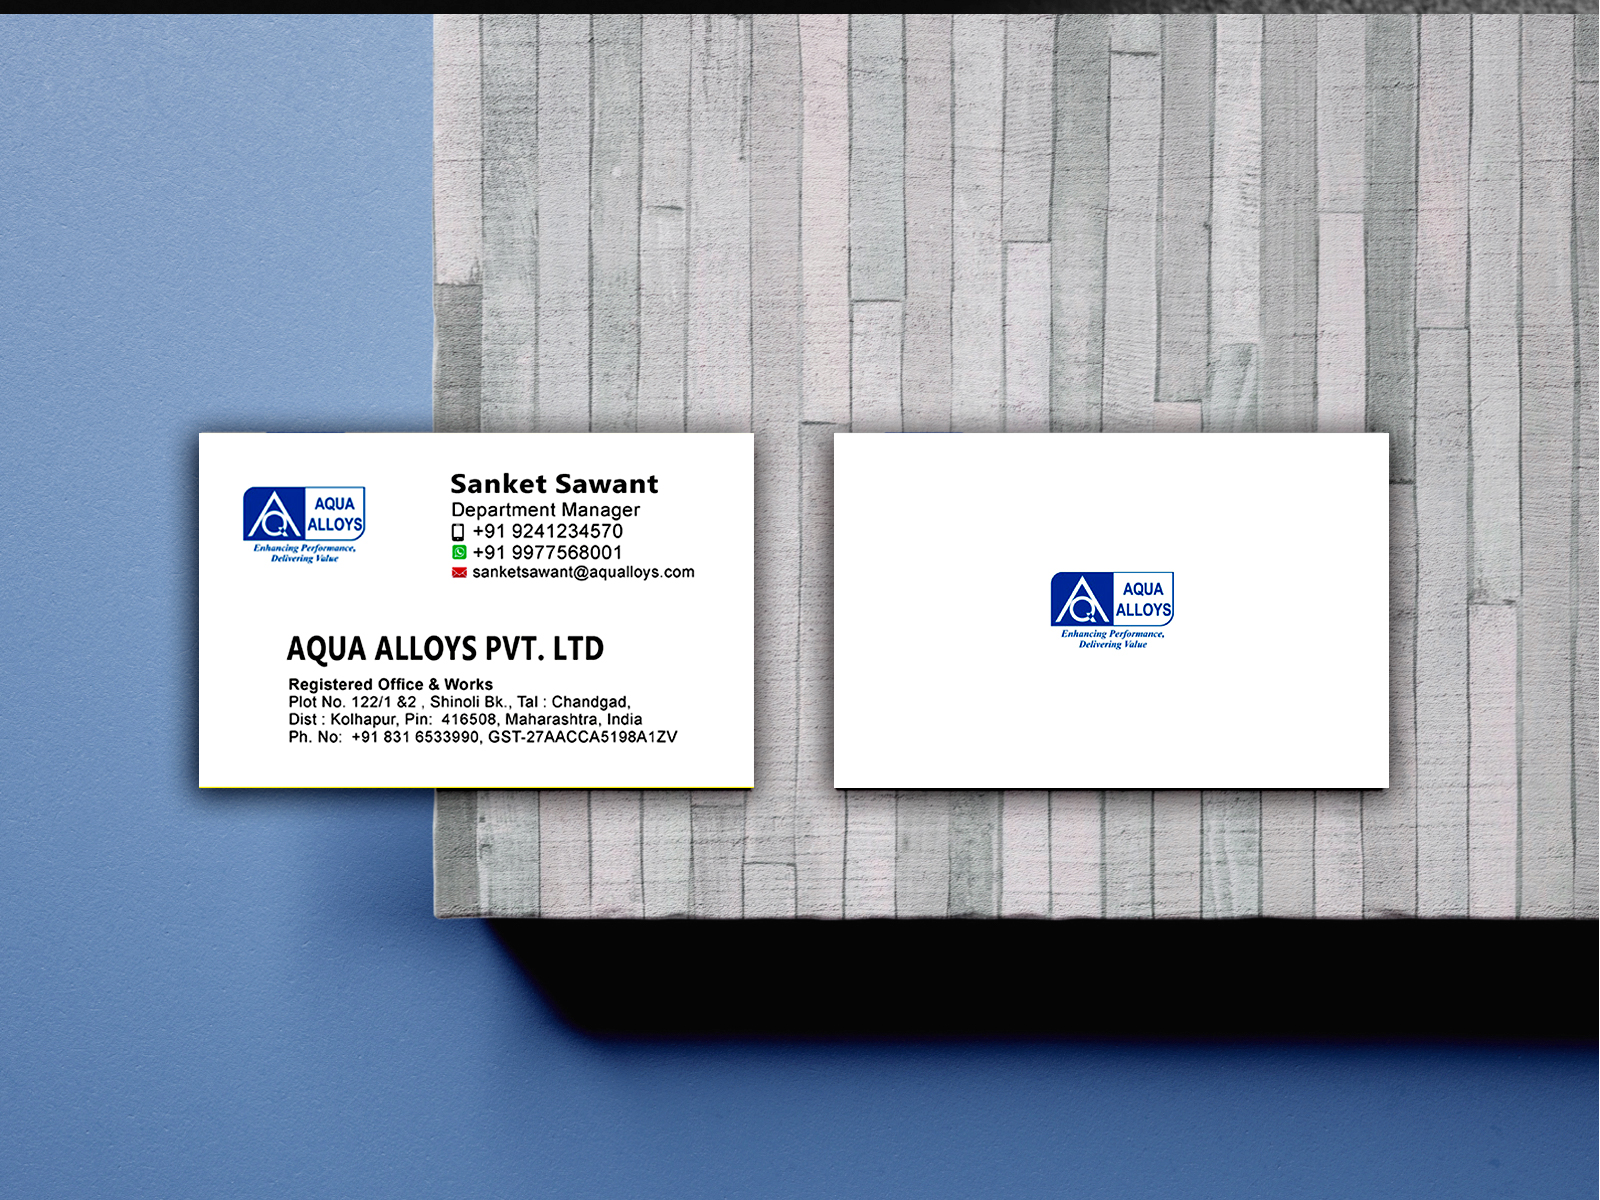 AQUA
ALLOYS
Enhancing Performance,
Delivering Value
Sanket Sawant
Department Manager
+91 9241234570
+91 9977568001
sanketsawant@aqualloys.com
AQUA ALLOYS PVT. LTD
Registered Office & Works
Plot No. 122/1 &2 , Shinoli Bk., Tal : Chandgad,
Dist : Kolhapur, Pin:  416508, Maharashtra, India
Ph. No:  +91 831 6533990, GST-27AACCA5198A1ZV
AQUA
ALLOYS
Enhancing Performance,
Delivering Value